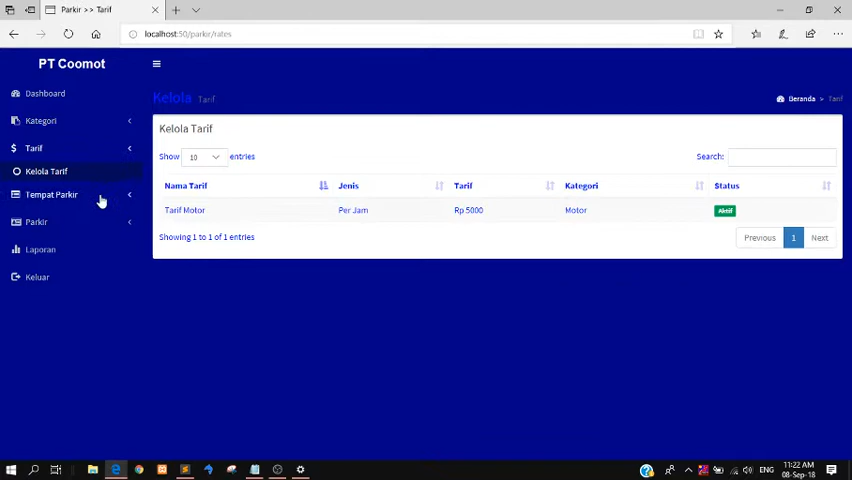 Parkir >> Tarif
localhost:50/parkir/rates
PT Coomot
Dashboard
Kategori
Tarif
Kelola Tarif
Tempat Parkir
Parkir
Laporan
Keluar
Kelola Tarif
Beranda > Tarif
Kelola Tarif
Show 10 entries
Search:
Nama Tarif Jenis Tarif Kategori Status
Tarif Motor Per Jam Rp 5000 Motor Aktif
Showing 1 to 1 of 1 entries
Previous 1 Next
ENG
11:22 AM
08-Sep-18